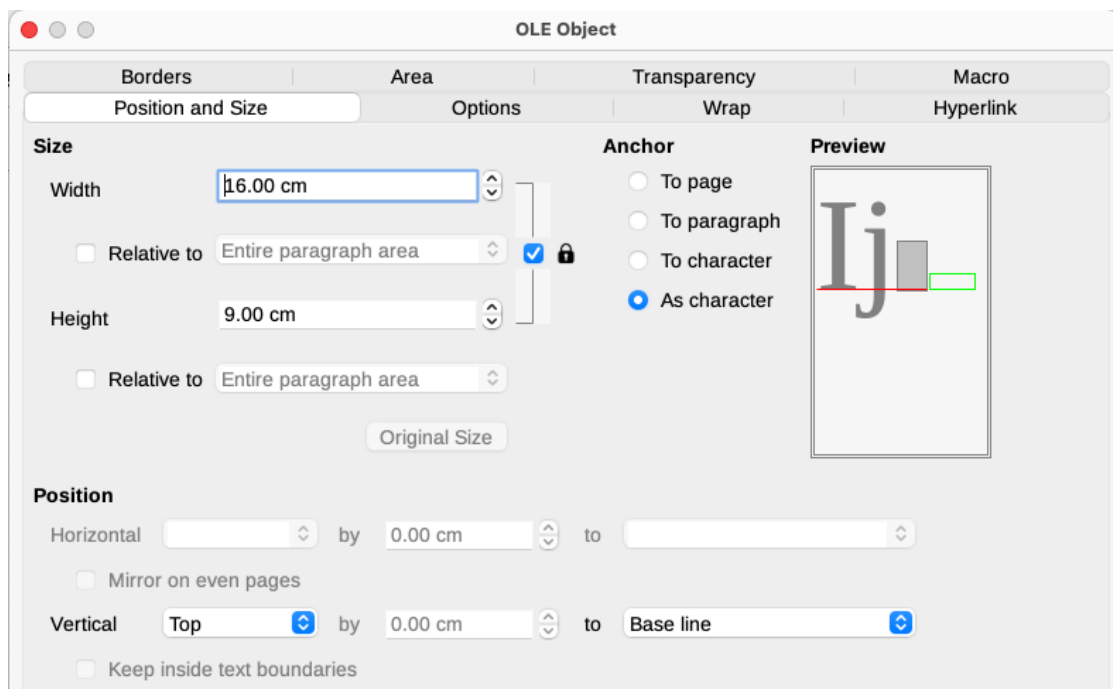 OLE Object
Borders Area Transparency Macro
Position and Size Options Wrap Hyperlink
Size Anchor Preview
Width 16.00 cm To page
To paragraph
Relative to Entire paragraph area
To character
Height 9.00 cm As character
Relative to Entire paragraph area
Original Size
Ij
Position
Horizontal by 0.00 cm to
Mirror on even pages
Vertical Top by 0.00 cm to Base line
Keep inside text boundaries